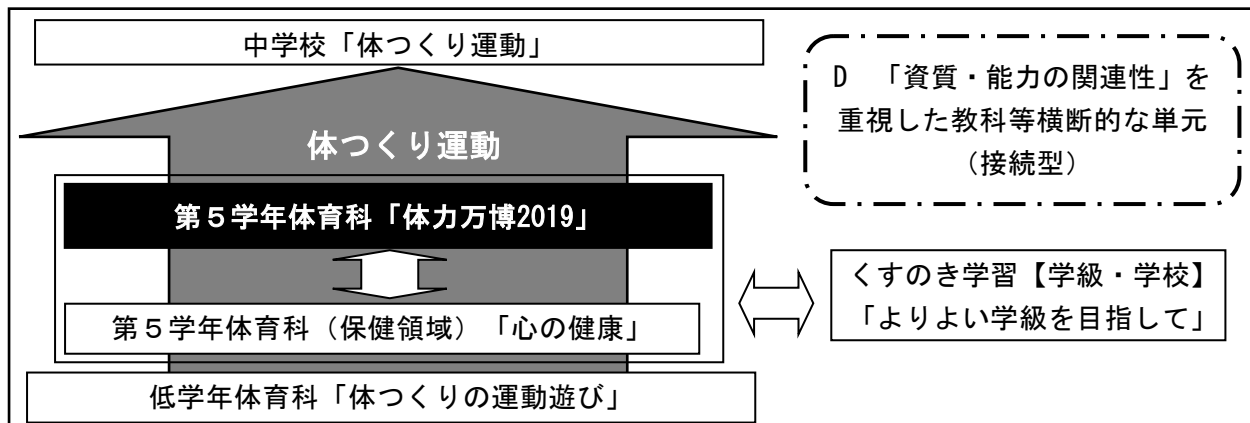 中学校「体つくり運動」
D 「資質・能力の関連性」を
重視した教科等横断的な単元
（接続型）
体つくり運動
第５学年体育科「体力万博2019」
くすのき学習【学級・学校】
「よりよい学級を目指して」
第５学年体育科（保健領域）「心の健康」
低学年体育科「体つくりの運動遊び」